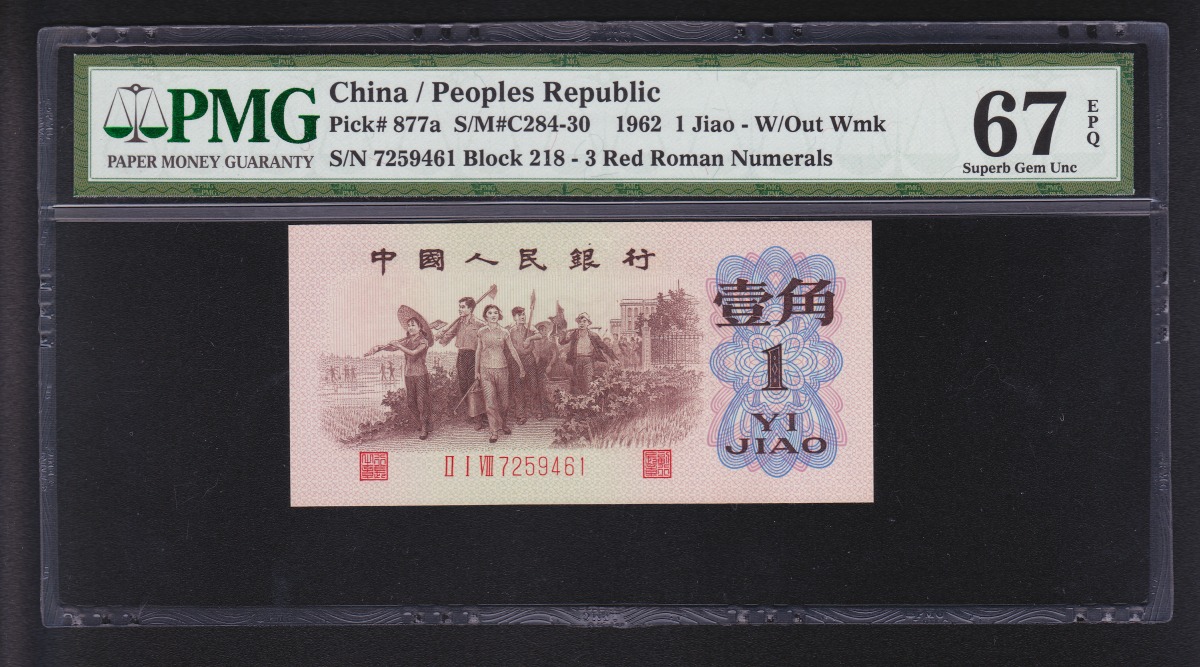 PMG
PAPER MONEY GUARANTY
China / Peoples Republic
Pick# 877a S/M#C284-30 1962 1 Jiao - W/Out Wmk
S/N 7259461 Block 218 - 3 Red Roman Numerals
67
EPQ
Superb Gem Unc
中國人民銀行
壹角
1
YI
JIAO
II I VIII 7259461